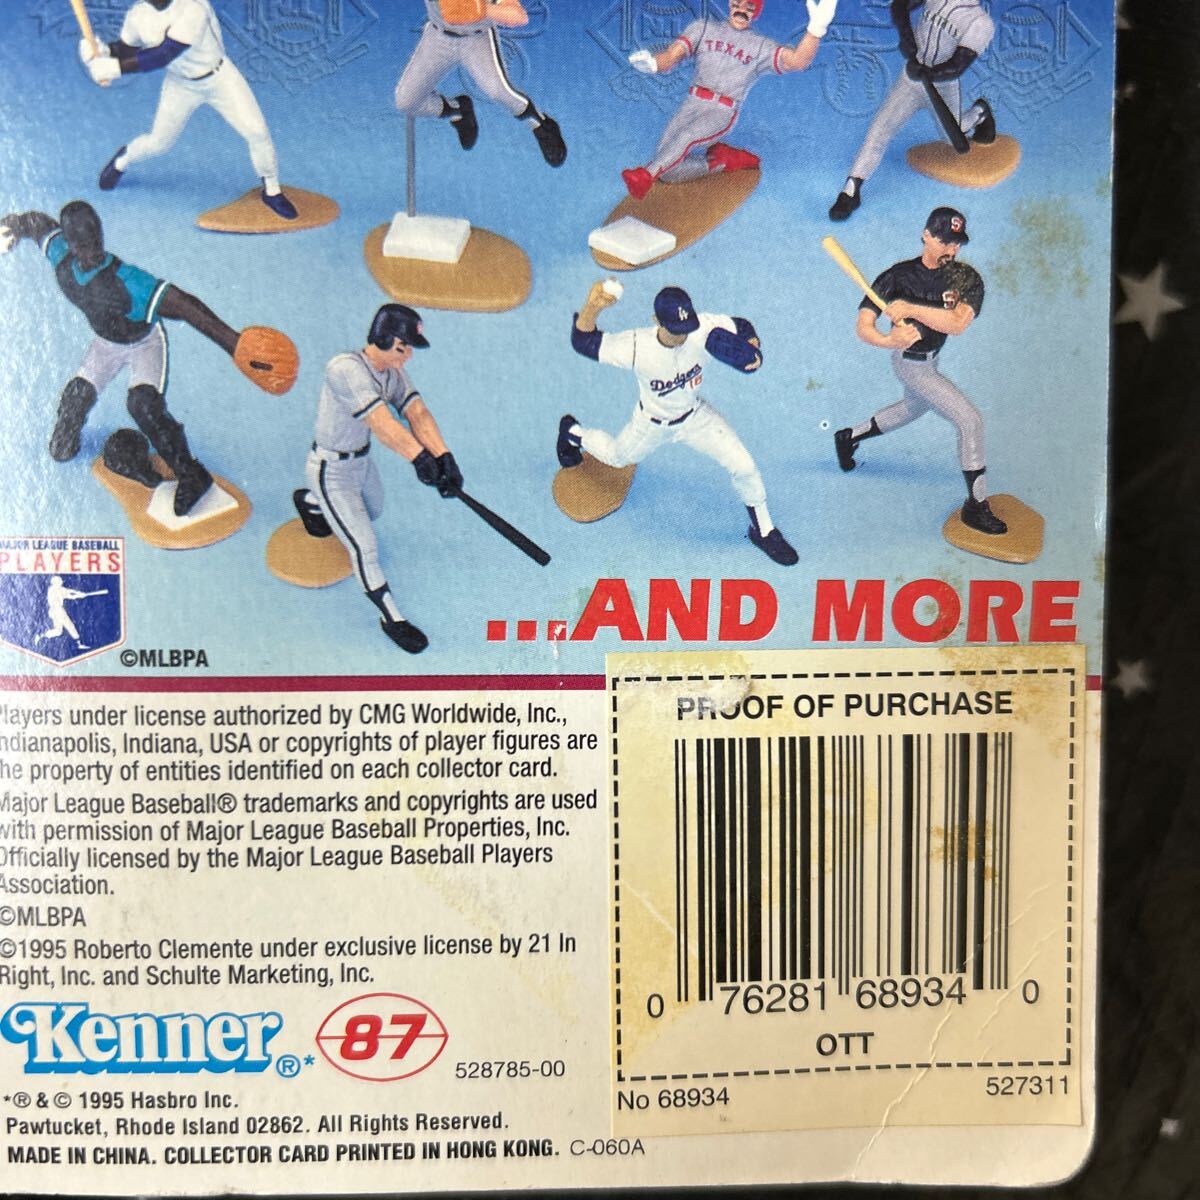 TEXAS
Dodgers
18
LA
...AND MORE
MAJOR LEAGUE BASEBALL
PLAYERS
©MLBPA
Players under license authorized by CMG Worldwide, Inc.,
Indianapolis, Indiana, USA or copyrights of player figures are
the property of entities identified on each collector card.
Major League Baseball® trademarks and copyrights are used
with permission of Major League Baseball Properties, Inc.
Officially licensed by the Major League Baseball Players
Association.
©MLBPA
©1995 Roberto Clemente under exclusive license by 21 In
Right, Inc. and Schulte Marketing, Inc.
Kenner®*
87
528785-00
*® & © 1995 Hasbro Inc.
Pawtucket, Rhode Island 02862. All Rights Reserved.
MADE IN CHINA. COLLECTOR CARD PRINTED IN HONG KONG. C-060A
PROOF OF PURCHASE
0 76281 68934 0
OTT
No 68934
527311